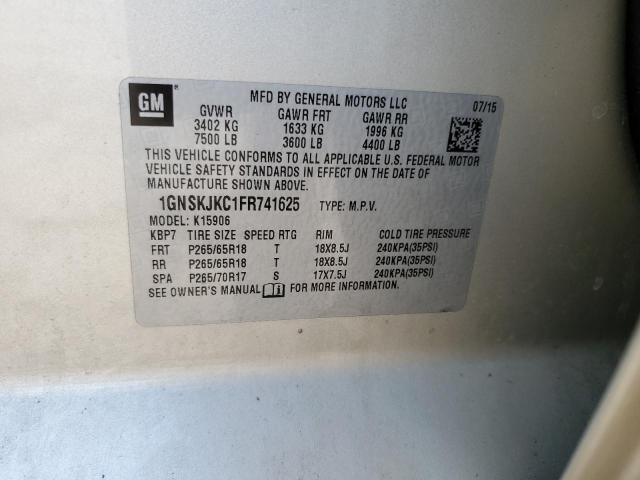 GM
®
MFD BY GENERAL MOTORS LLC
07/15
GVWR GAWR FRT GAWR RR
3402 KG 1633 KG 1996 KG
7500 LB 3600 LB 4400 LB
THIS VEHICLE CONFORMS TO ALL APPLICABLE U.S. FEDERAL MOTOR
VEHICLE SAFETY STANDARDS IN EFFECT ON THE DATE OF
MANUFACTURE SHOWN ABOVE.
1GNSKJKC1FR741625 TYPE: M.P.V.
MODEL: K15906
KBP7 TIRE SIZE SPEED RTG RIM COLD TIRE PRESSURE
FRT P265/65R18 T 18X8.5J 240KPA(35PSI)
RR P265/65R18 T 18X8.5J 240KPA(35PSI)
SPA P265/70R17 S 17X7.5J 240KPA(35PSI)
SEE OWNER'S MANUAL FOR MORE INFORMATION.